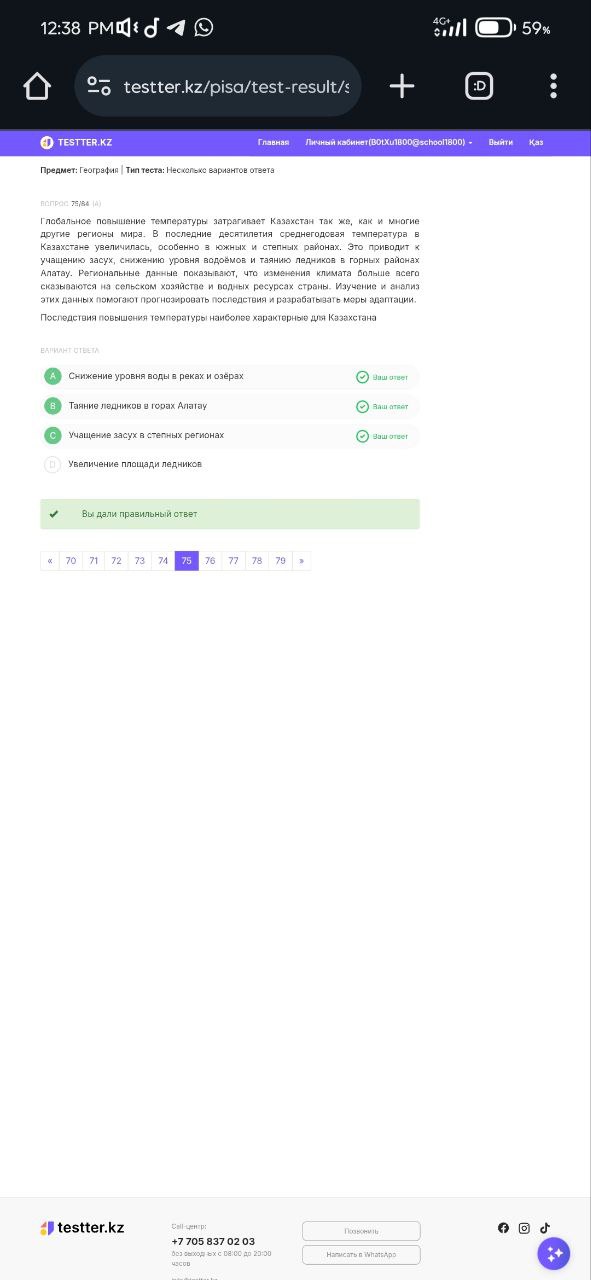 12:38 PM
4G+
59%
testter.kz/pisa/test-result/s
:D
TESTTER.KZ
Главная
Личный кабинет(B0tXu1800@school1800)
Выйти
Қаз
Предмет: География | Тип теста: Несколько вариантов ответа
ВОПРОС 75/84 (4)
Глобальное повышение температуры затрагивает Казахстан так же, как и многие
другие регионы мира. В последние десятилетия среднегодовая температура в
Казахстане увеличилась, особенно в южных и степных районах. Это приводит к
учащению засух, снижению уровня водоёмов и таянию ледников в горных районах
Алатау. Региональные данные показывают, что изменения климата больше всего
сказываются на сельском хозяйстве и водных ресурсах страны. Изучение и анализ
этих данных помогают прогнозировать последствия и разрабатывать меры адаптации.
Последствия повышения температуры наиболее характерные для Казахстана
ВАРИАНТ ОТВЕТА
A Снижение уровня воды в реках и озёрах Ваш ответ
B Таяние ледников в горах Алатау Ваш ответ
C Учащение засух в степных регионах Ваш ответ
D Увеличение площади ледников
Вы дали правильный ответ
« 70 71 72 73 74 75 76 77 78 79 »
testter.kz
Call-центр:
+7 705 837 02 03
без выходных с 08:00 до 20:00
часов
Позвонить
Написать в WhatsApp